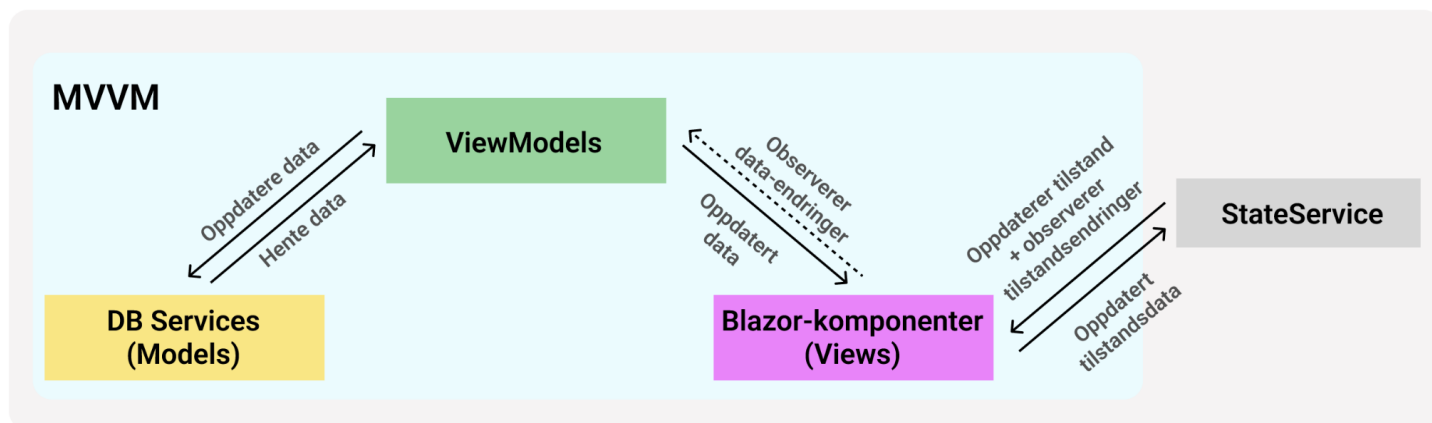 MVVM
ViewModels
Oppdatere data
Hente data
Observerer
data-endringer
Oppdatert
data
Oppdaterer tilstand
+ observerer
tilstandsendringer
StateService
Oppdatert
tilstandsdata
DB Services
(Models)
Blazor-komponenter
(Views)